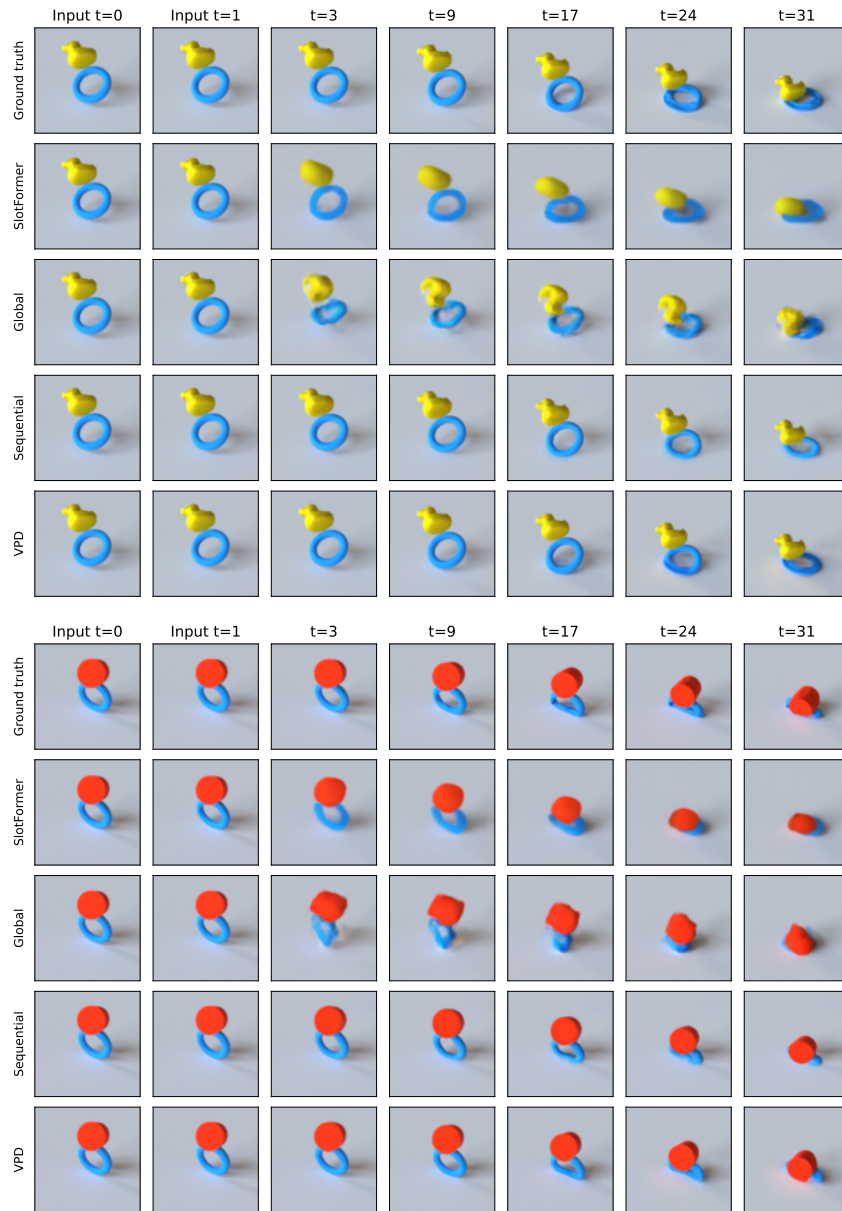 Input t=0 Input t=1 t=3 t=9 t=17 t=24 t=31
Ground truth
SlotFormer
Global
Sequential
VPD
Input t=0 Input t=1 t=3 t=9 t=17 t=24 t=31
Ground truth
SlotFormer
Global
Sequential
VPD